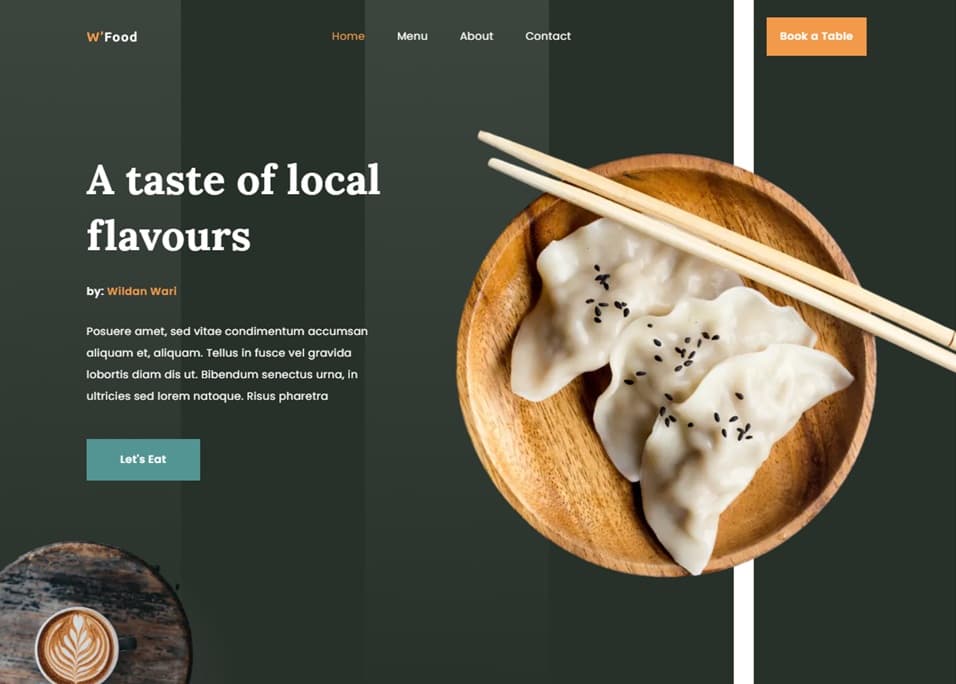 W'Food
Home
Menu
About
Contact
Book a Table
A taste of local
flavours
by: Wildan Wari
Posuere amet, sed vitae condimentum accumsan
aliquam et, aliquam. Tellus in fusce vel gravida
lobortis diam dis ut. Bibendum senectus urna, in
ultricies sed lorem natoque. Risus pharetra
Let's Eat